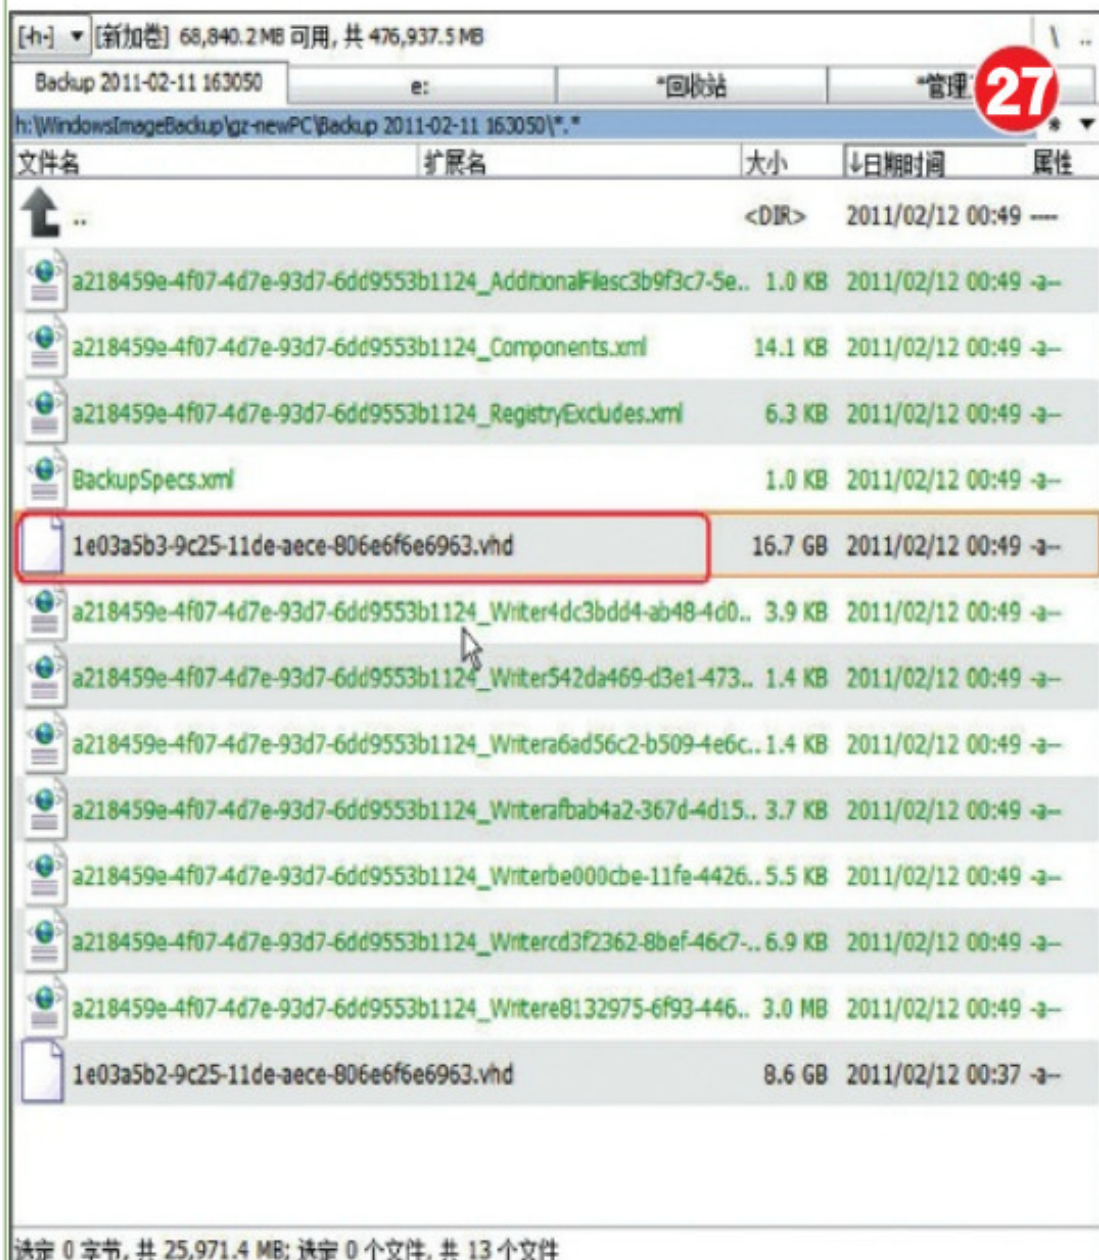 [-h-] ▼ [新加卷] 68,840.2 MB 可用, 共 476,937.5 MB \ ..
Backup 2011-02-11 163050 e: *回收站 *管理
27
h:\WindowsImageBackup\gz-newPC\Backup 2011-02-11 163050\*.* * ▼
文件名 扩展名 大小 ↓日期时间 属性
.. <DIR> 2011/02/12 00:49 ----
a218459e-4f07-4d7e-93d7-6dd9553b1124_AdditionalFilesc3b9f3c7-5e.. 1.0 KB 2011/02/12 00:49 -a--
a218459e-4f07-4d7e-93d7-6dd9553b1124_Components.xml 14.1 KB 2011/02/12 00:49 -a--
a218459e-4f07-4d7e-93d7-6dd9553b1124_RegistryExcludes.xml 6.3 KB 2011/02/12 00:49 -a--
BackupSpecs.xml 1.0 KB 2011/02/12 00:49 -a--
1e03a5b3-9c25-11de-aece-806e6f6e6963.vhd 16.7 GB 2011/02/12 00:49 -a--
a218459e-4f07-4d7e-93d7-6dd9553b1124_Writer4dc3bdd4-ab48-4d0.. 3.9 KB 2011/02/12 00:49 -a--
a218459e-4f07-4d7e-93d7-6dd9553b1124_Writer542da469-d3e1-473.. 1.4 KB 2011/02/12 00:49 -a--
a218459e-4f07-4d7e-93d7-6dd9553b1124_Writera6ad56c2-b509-4e6c.. 1.4 KB 2011/02/12 00:49 -a--
a218459e-4f07-4d7e-93d7-6dd9553b1124_Writerafbab4a2-367d-4d15.. 3.7 KB 2011/02/12 00:49 -a--
a218459e-4f07-4d7e-93d7-6dd9553b1124_Writerbe000cbe-11fe-4426.. 5.5 KB 2011/02/12 00:49 -a--
a218459e-4f07-4d7e-93d7-6dd9553b1124_Writercd3f2362-8bef-46c7-.. 6.9 KB 2011/02/12 00:49 -a--
a218459e-4f07-4d7e-93d7-6dd9553b1124_Writere8132975-6f93-446.. 3.0 MB 2011/02/12 00:49 -a--
1e03a5b2-9c25-11de-aece-806e6f6e6963.vhd 8.6 GB 2011/02/12 00:37 -a--
选定 0 字节, 共 25,971.4 MB; 选定 0 个文件, 共 13 个文件